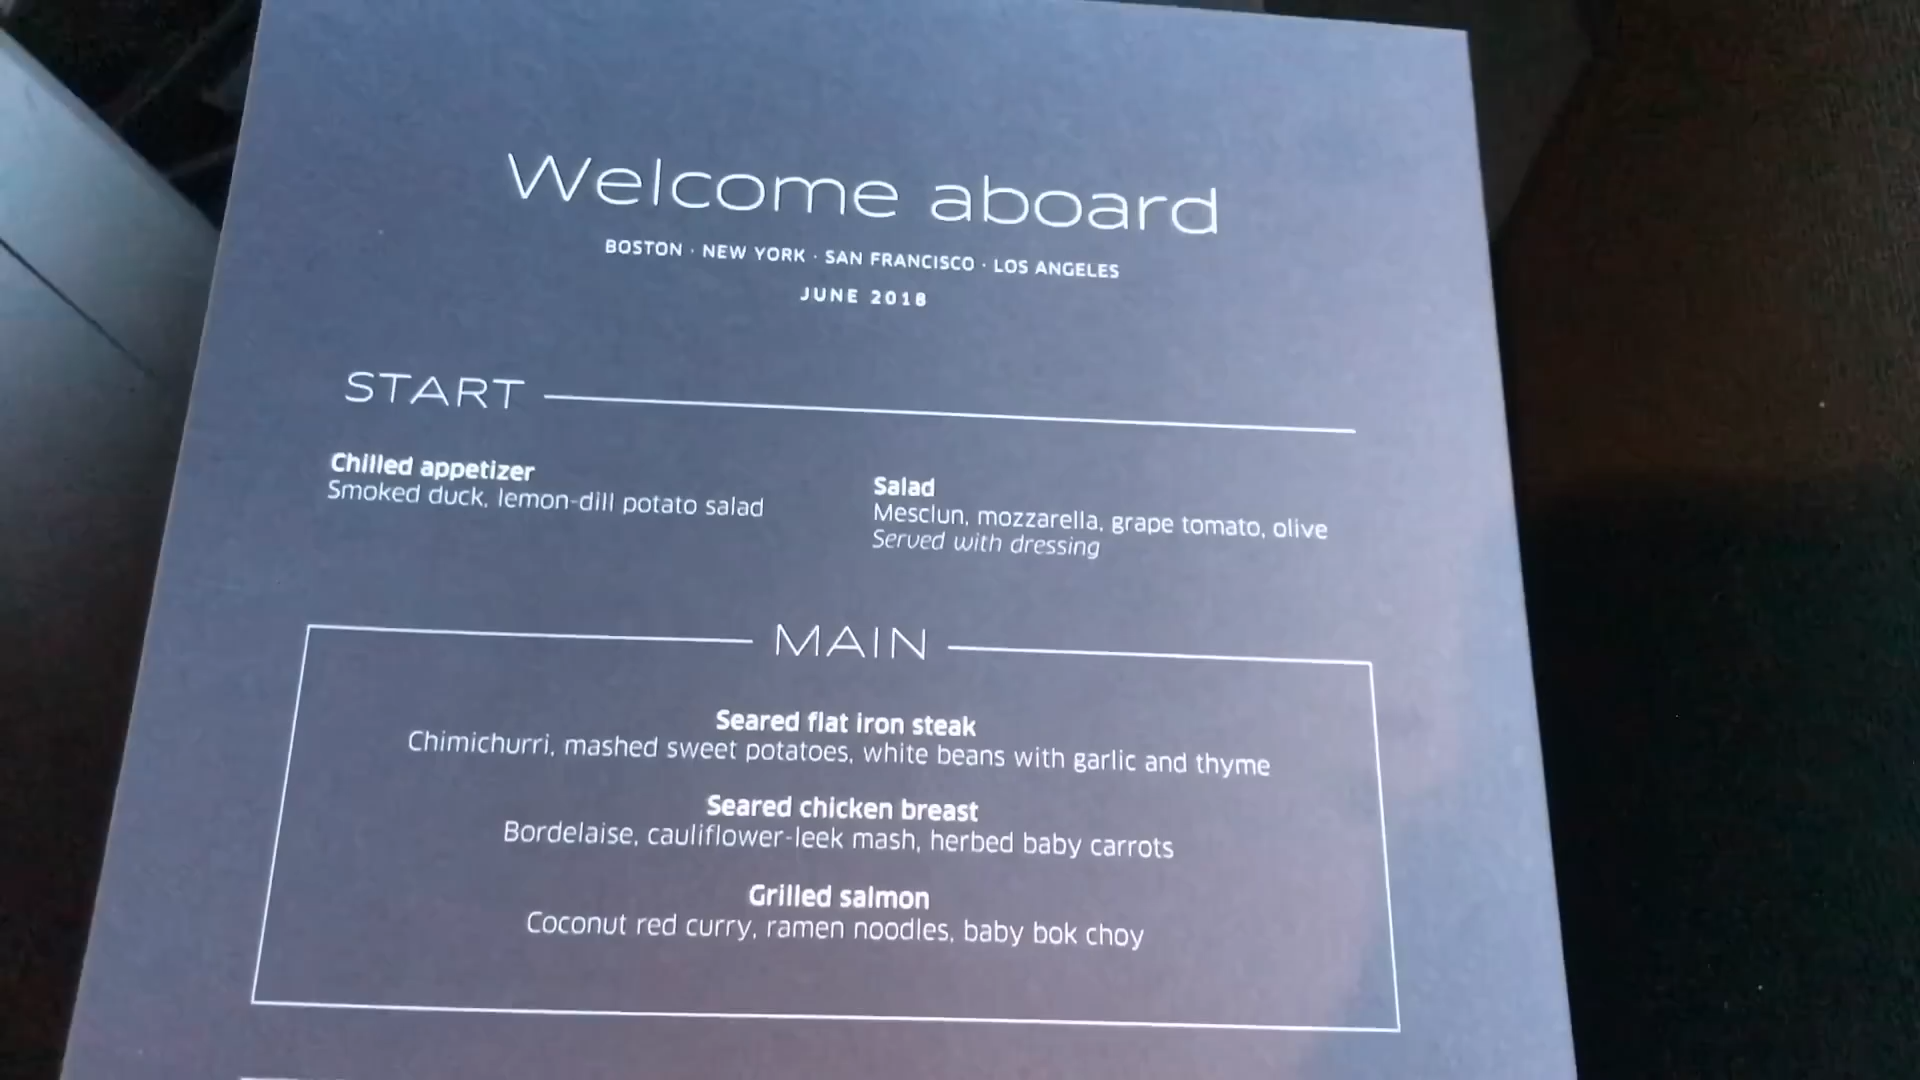 Welcome aboard
BOSTON · NEW YORK · SAN FRANCISCO · LOS ANGELES
JUNE 2018
START
Chilled appetizer
Smoked duck, lemon-dill potato salad
Salad
Mesclun, mozzarella, grape tomato, olive
Served with dressing
MAIN
Seared flat iron steak
Chimichurri, mashed sweet potatoes, white beans with garlic and thyme
Seared chicken breast
Bordelaise, cauliflower-leek mash, herbed baby carrots
Grilled salmon
Coconut red curry, ramen noodles, baby bok choy